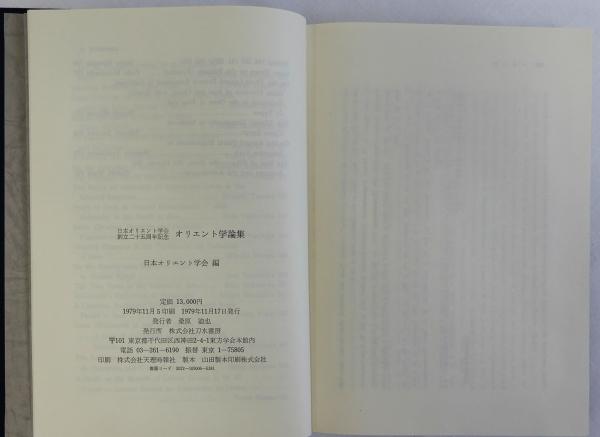 日本オリエント学会
創立二十五周年記念
オリエント学論集
日本オリエント学会 編
定価 13,000円
1979年11月5印刷 1979年11月17日発行
発行者 桑原 迪也
発行所 株式会社刀水書房
〒101 東京都千代田区西神田2-4-1東方学会本館内
電話 03-261-6190 振替 東京 1-75805
印刷 株式会社天理時報社 製本 山田製本印刷株式会社